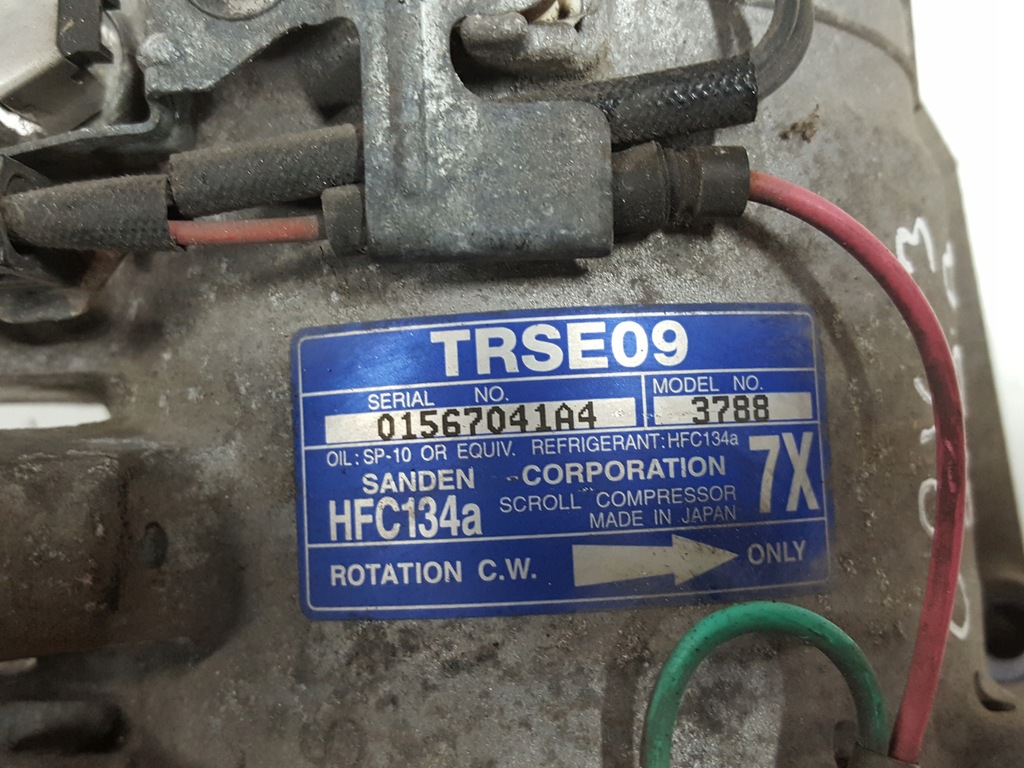 TRSE09
SERIAL NO. MODEL NO.
01567041A4 3788
OIL: SP-10 OR EQUIV. REFRIGERANT: HFC134a
SANDEN CORPORATION 7X
HFC134a SCROLL COMPRESSOR
MADE IN JAPAN
ROTATION C.W. ONLY